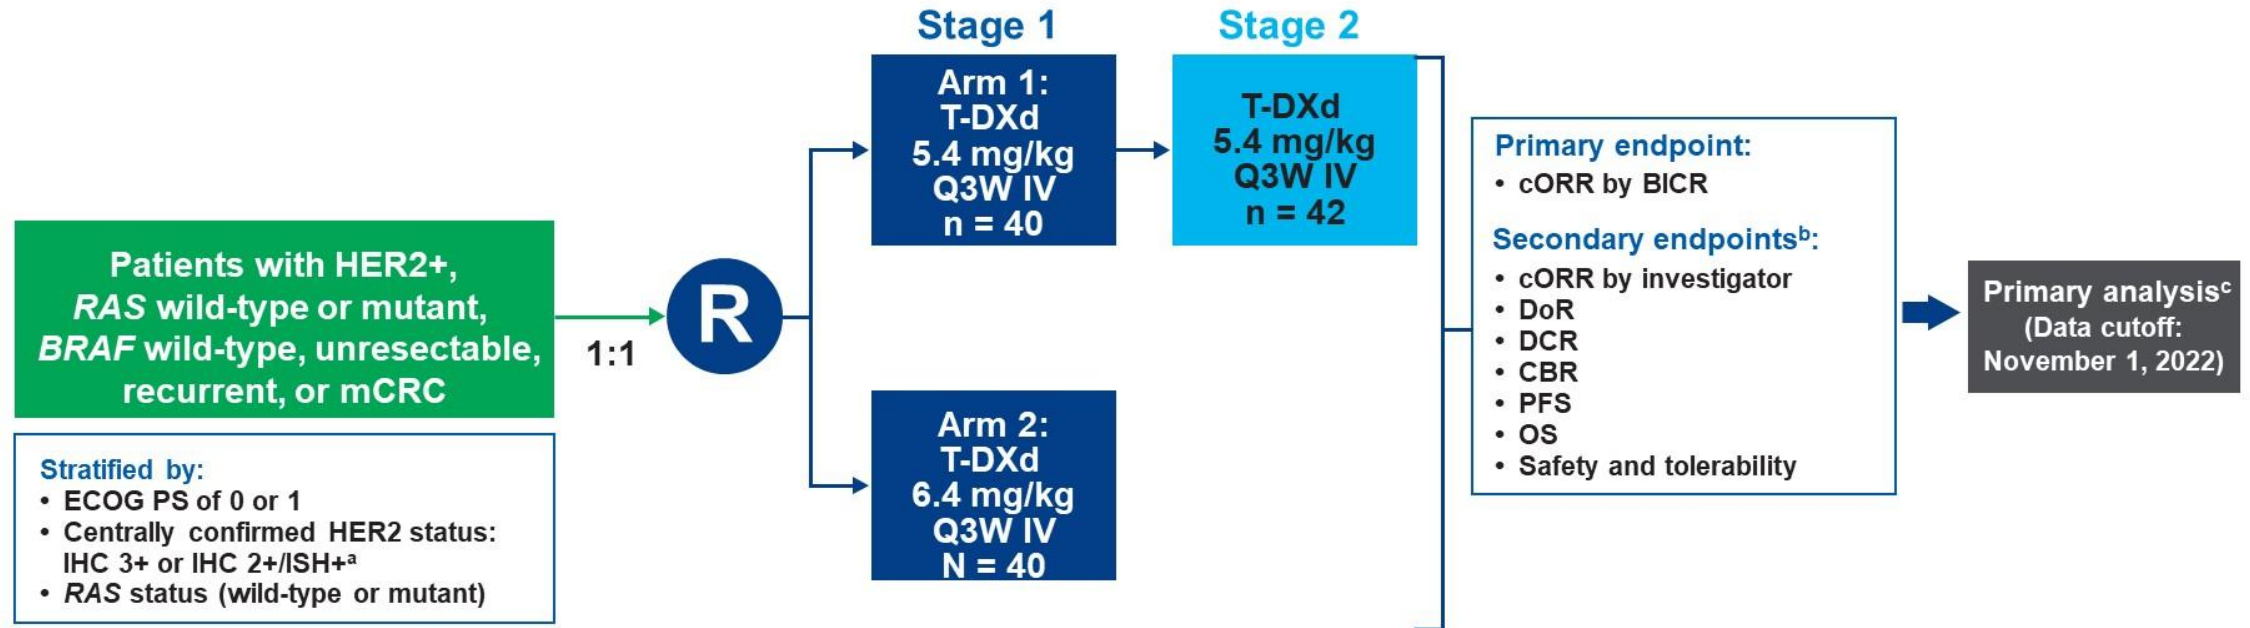 Stage 1
Stage 2
Arm 1:
T-DXd
5.4 mg/kg
Q3W IV
n = 40
T-DXd
5.4 mg/kg
Q3W IV
n = 42
Patients with HER2+,
RAS wild-type or mutant,
BRAF wild-type, unresectable,
recurrent, or mCRC
1:1
R
Arm 2:
T-DXd
6.4 mg/kg
Q3W IV
N = 40
Stratified by:
• ECOG PS of 0 or 1
• Centrally confirmed HER2 status:
IHC 3+ or IHC 2+/ISH+ᵃ
• RAS status (wild-type or mutant)
Primary endpoint:
• cORR by BICR
Secondary endpointsᵇ:
• cORR by investigator
• DoR
• DCR
• CBR
• PFS
• OS
• Safety and tolerability
Primary analysisᶜ
(Data cutoff:
November 1, 2022)